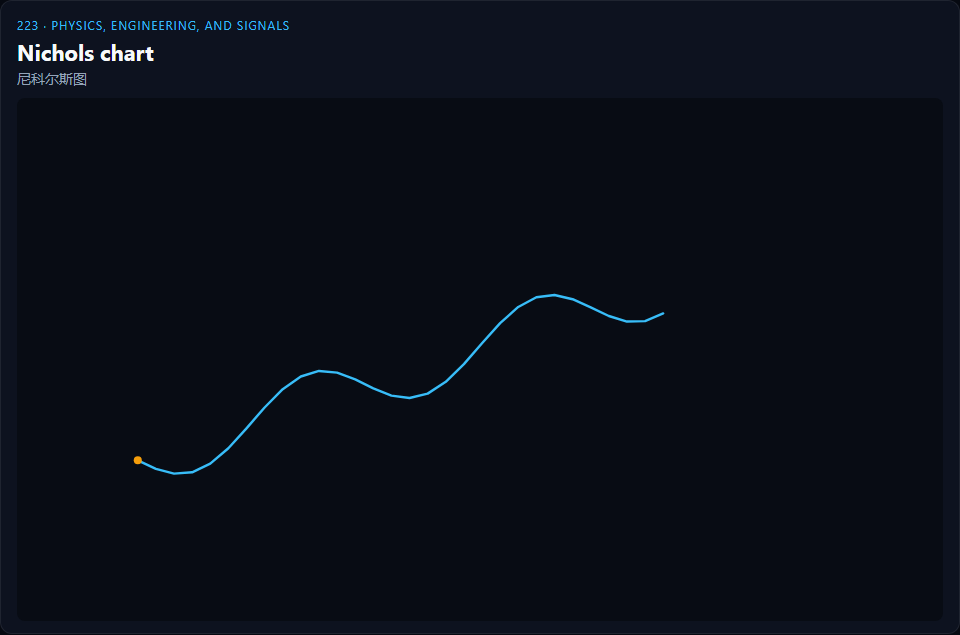 223 · PHYSICS, ENGINEERING, AND SIGNALS
Nichols chart
尼科尔斯图